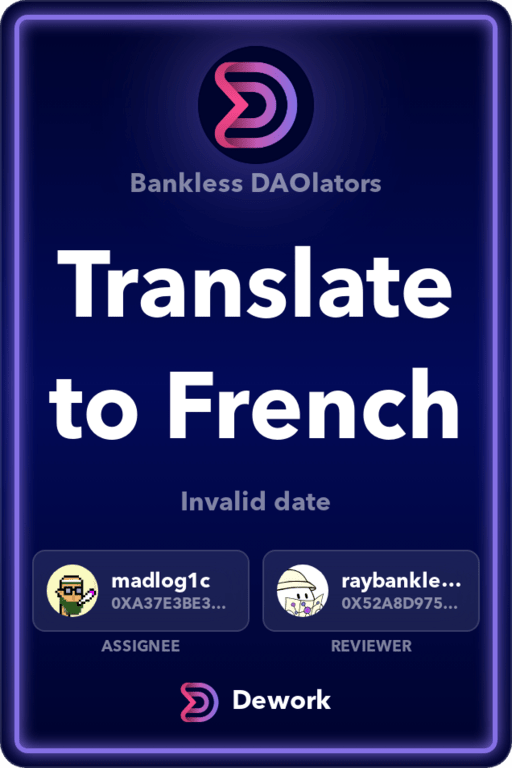 Bankless DAOlators
Translate
to French
Invalid date
madlog1c
0XA37E3BE3...
raybankle...
0X52A8D975...
ASSIGNEE
REVIEWER
Dework